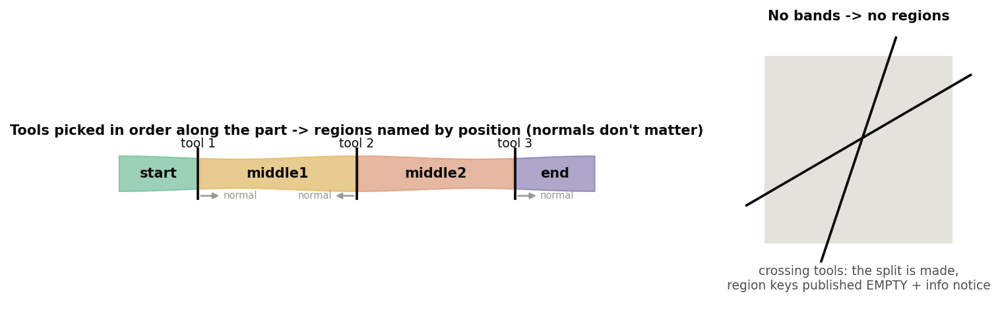 No bands -> no regions
Tools picked in order along the part -> regions named by position (normals don't matter)
tool 1 tool 2 tool 3
start middle1 middle2 end
normal normal normal
crossing tools: the split is made,
region keys published EMPTY + info notice